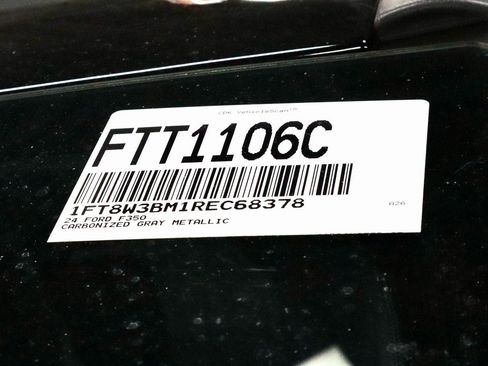 CDK VehicleScan™
FTT1106C
1FT8W3BM1REC68378
A26
24 FORD F350
CARBONIZED GRAY METALLIC